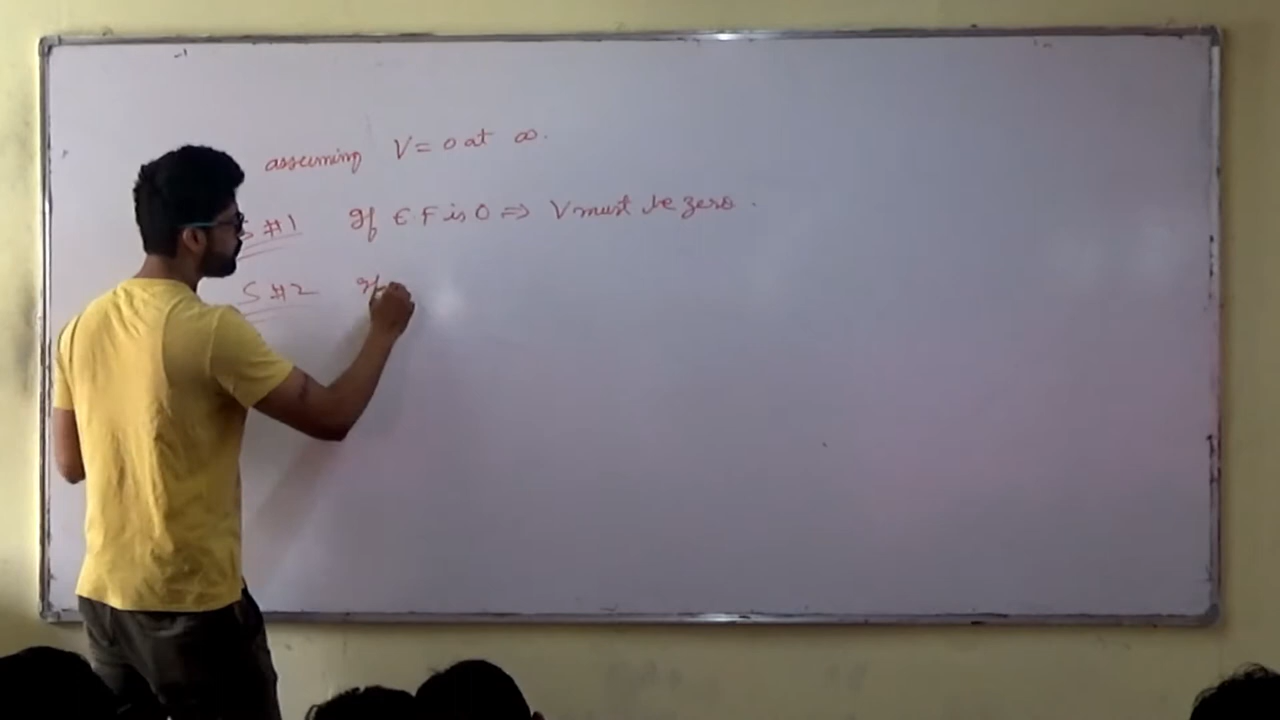 assuming V = 0 at ∞.
S #1 If E F is 0 ⇒ V must be zero.
S #2 If